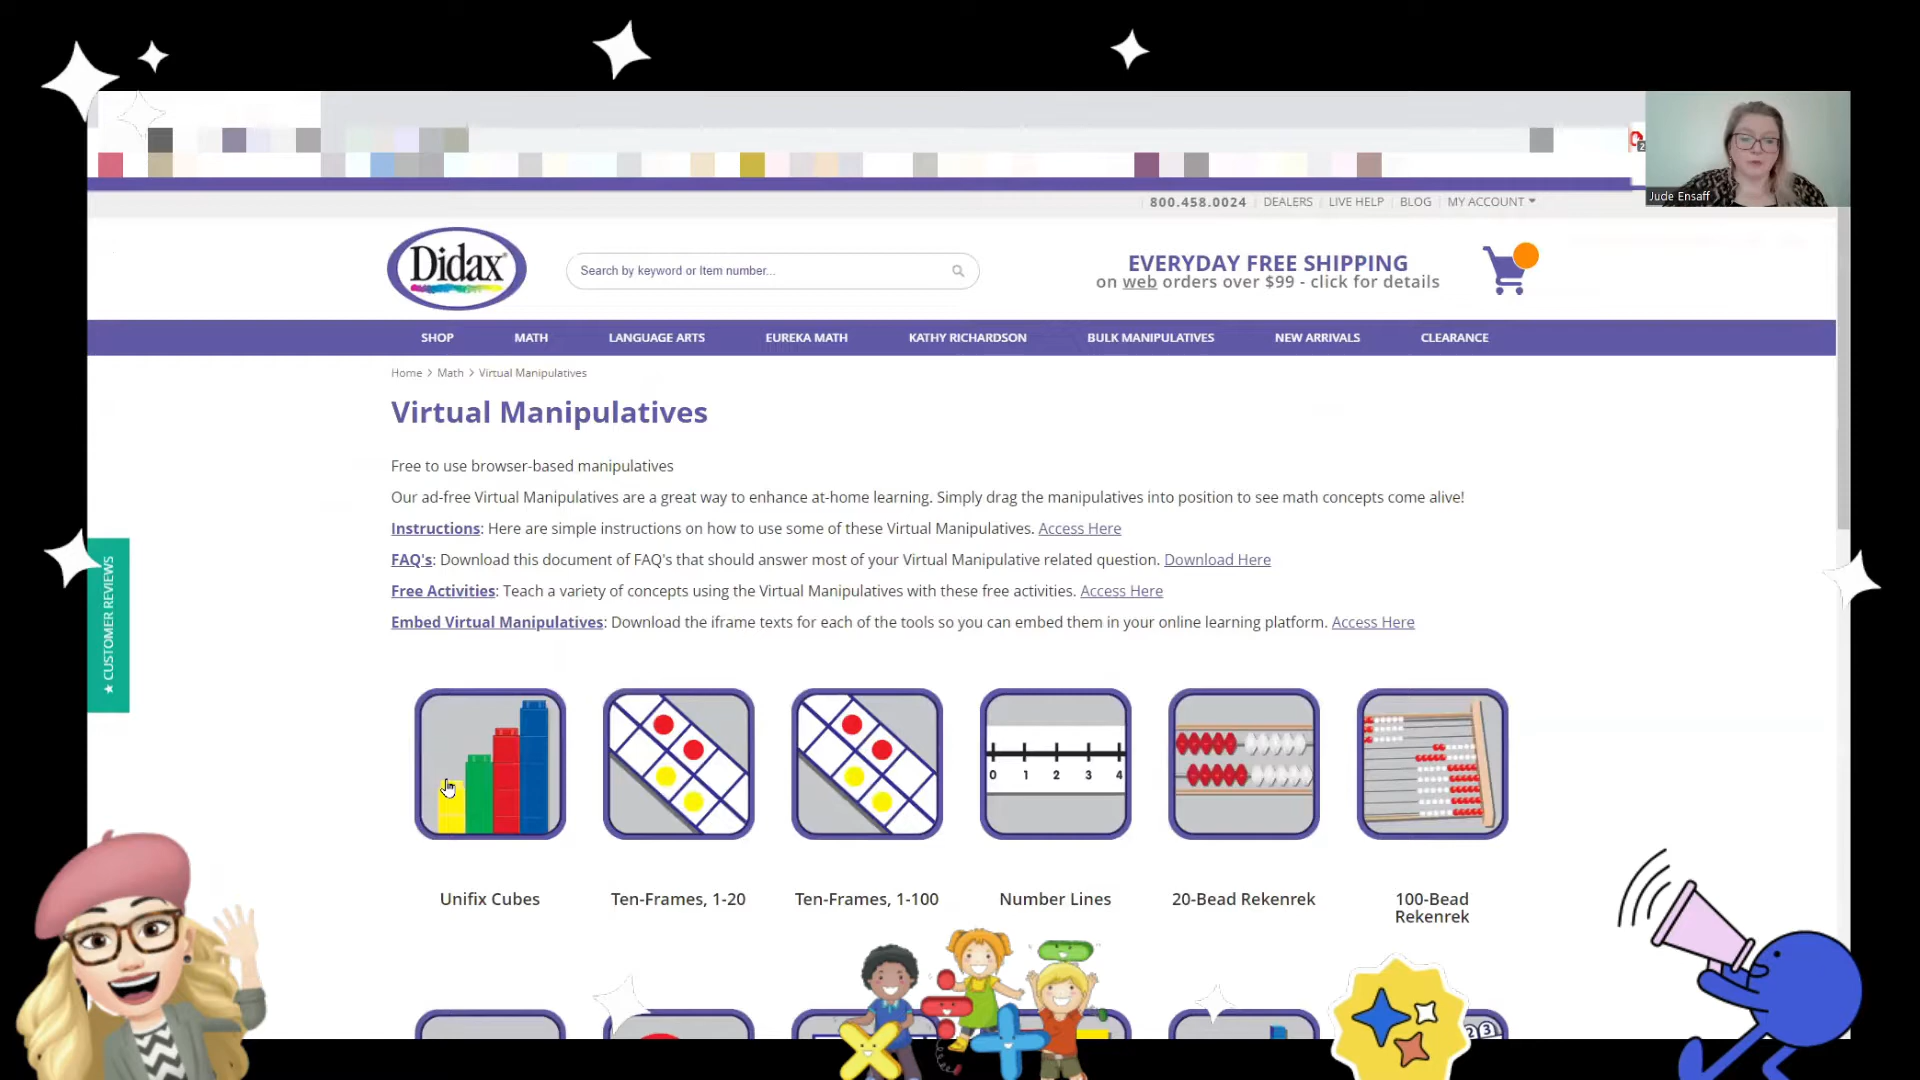 Jude Ensaff
800.458.0024 DEALERS LIVE HELP BLOG MY ACCOUNT
Didax
Search by keyword or Item number...
EVERYDAY FREE SHIPPING
on web orders over $99 - click for details
SHOP MATH LANGUAGE ARTS EUREKA MATH KATHY RICHARDSON BULK MANIPULATIVES NEW ARRIVALS CLEARANCE
Home > Math > Virtual Manipulatives
Virtual Manipulatives
Free to use browser-based manipulatives
Our ad-free Virtual Manipulatives are a great way to enhance at-home learning. Simply drag the manipulatives into position to see math concepts come alive!
Instructions: Here are simple instructions on how to use some of these Virtual Manipulatives. Access Here
FAQ's: Download this document of FAQ's that should answer most of your Virtual Manipulative related question. Download Here
Free Activities: Teach a variety of concepts using the Virtual Manipulatives with these free activities. Access Here
Embed Virtual Manipulatives: Download the iframe texts for each of the tools so you can embed them in your online learning platform. Access Here
★ CUSTOMER REVIEWS
0 1 2 3 4
Unifix Cubes Ten-Frames, 1-20 Ten-Frames, 1-100 Number Lines 20-Bead Rekenrek 100-Bead
Rekenrek
2 3